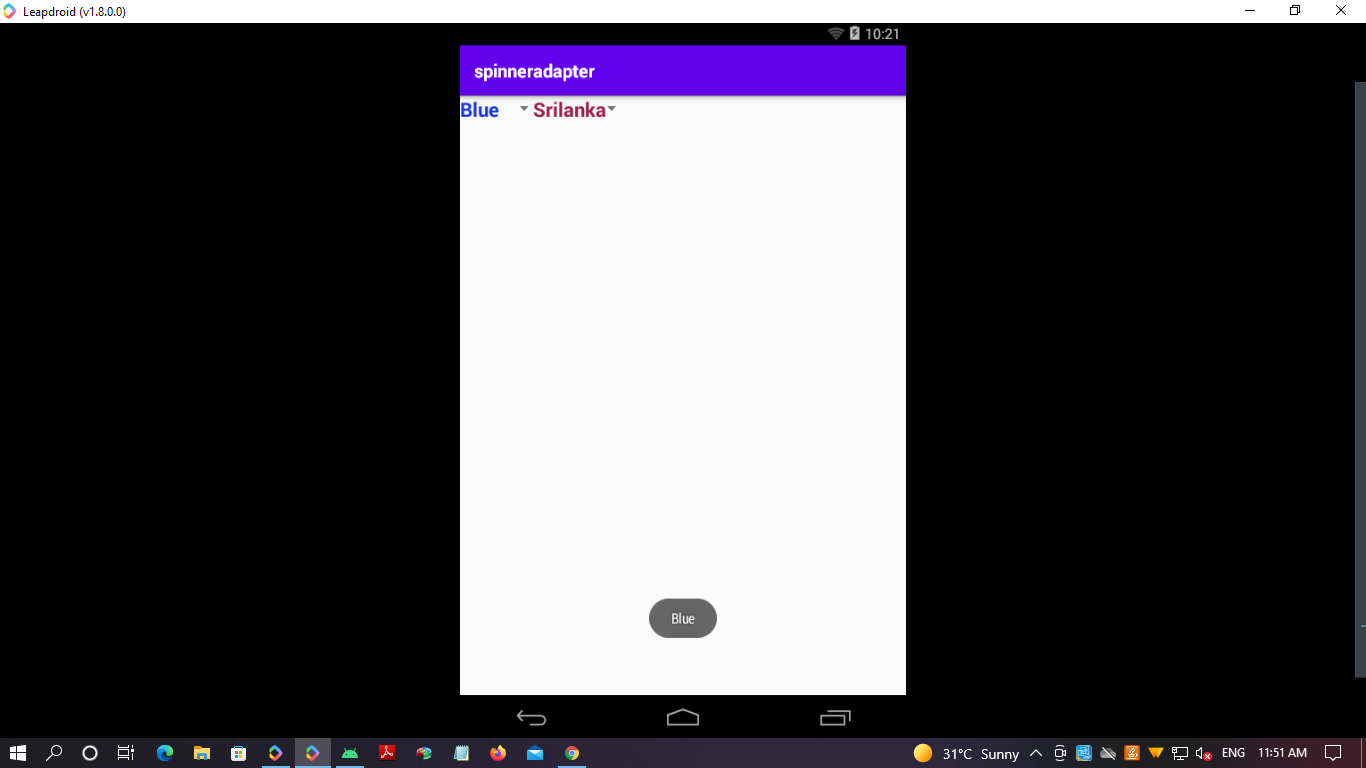 Leapdroid (v1.8.0.0)
10:21
spinneradapter
Blue Srilanka
Blue
31°C Sunny ENG 11:51 AM